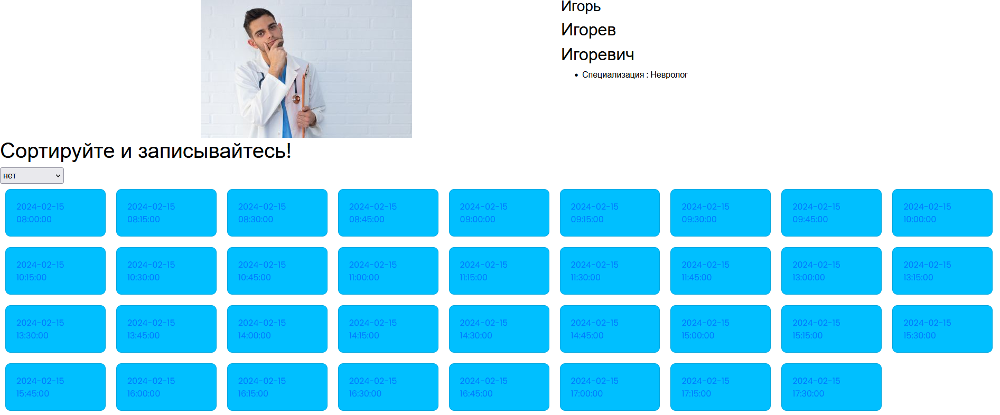 Игорь
Игорев
Игоревич
Специализация : Невролог
Сортируйте и записывайтесь!
нет
2024-02-15 2024-02-15 2024-02-15 2024-02-15 2024-02-15 2024-02-15 2024-02-15 2024-02-15 2024-02-15
08:00:00 08:15:00 08:30:00 08:45:00 09:00:00 09:15:00 09:30:00 09:45:00 10:00:00
2024-02-15 2024-02-15 2024-02-15 2024-02-15 2024-02-15 2024-02-15 2024-02-15 2024-02-15 2024-02-15
10:15:00 10:30:00 10:45:00 11:00:00 11:15:00 11:30:00 11:45:00 13:00:00 13:15:00
2024-02-15 2024-02-15 2024-02-15 2024-02-15 2024-02-15 2024-02-15 2024-02-15 2024-02-15 2024-02-15
13:30:00 13:45:00 14:00:00 14:15:00 14:30:00 14:45:00 15:00:00 15:15:00 15:30:00
2024-02-15 2024-02-15 2024-02-15 2024-02-15 2024-02-15 2024-02-15 2024-02-15 2024-02-15
15:45:00 16:00:00 16:15:00 16:30:00 16:45:00 17:00:00 17:15:00 17:30:00